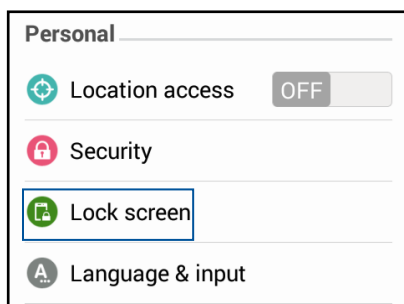 Personal
Location access OFF
Security
Lock screen
A
Language & input